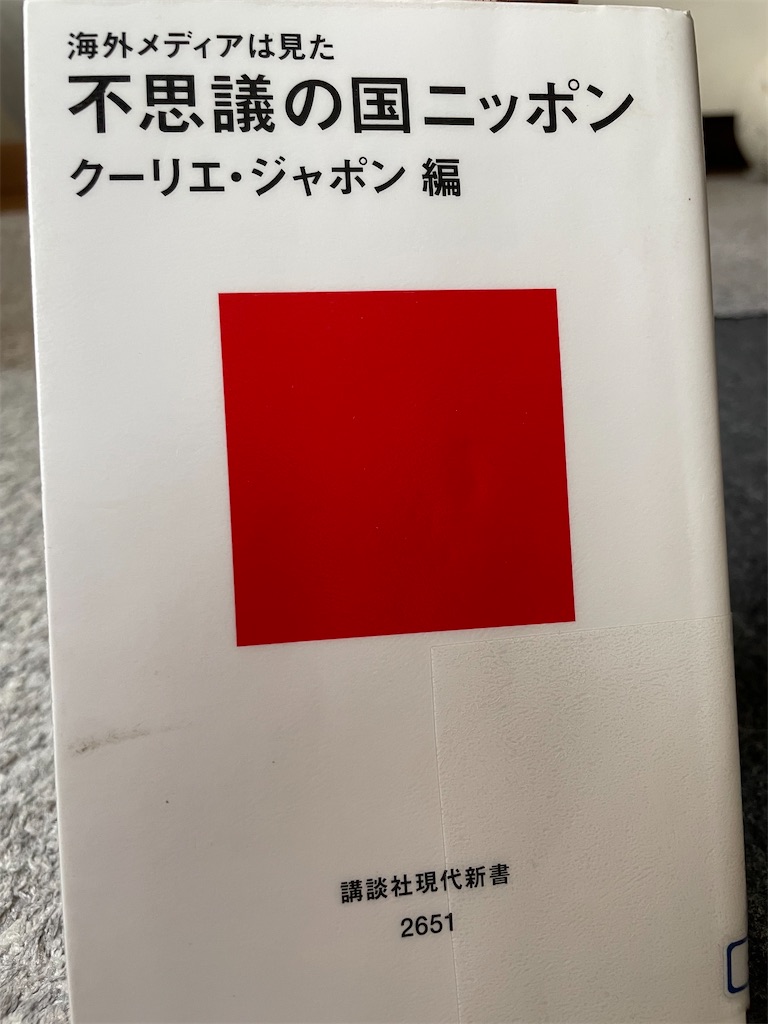 海外メディアは見た
不思議の国ニッポン
クーリエ・ジャポン 編
講談社現代新書
2651